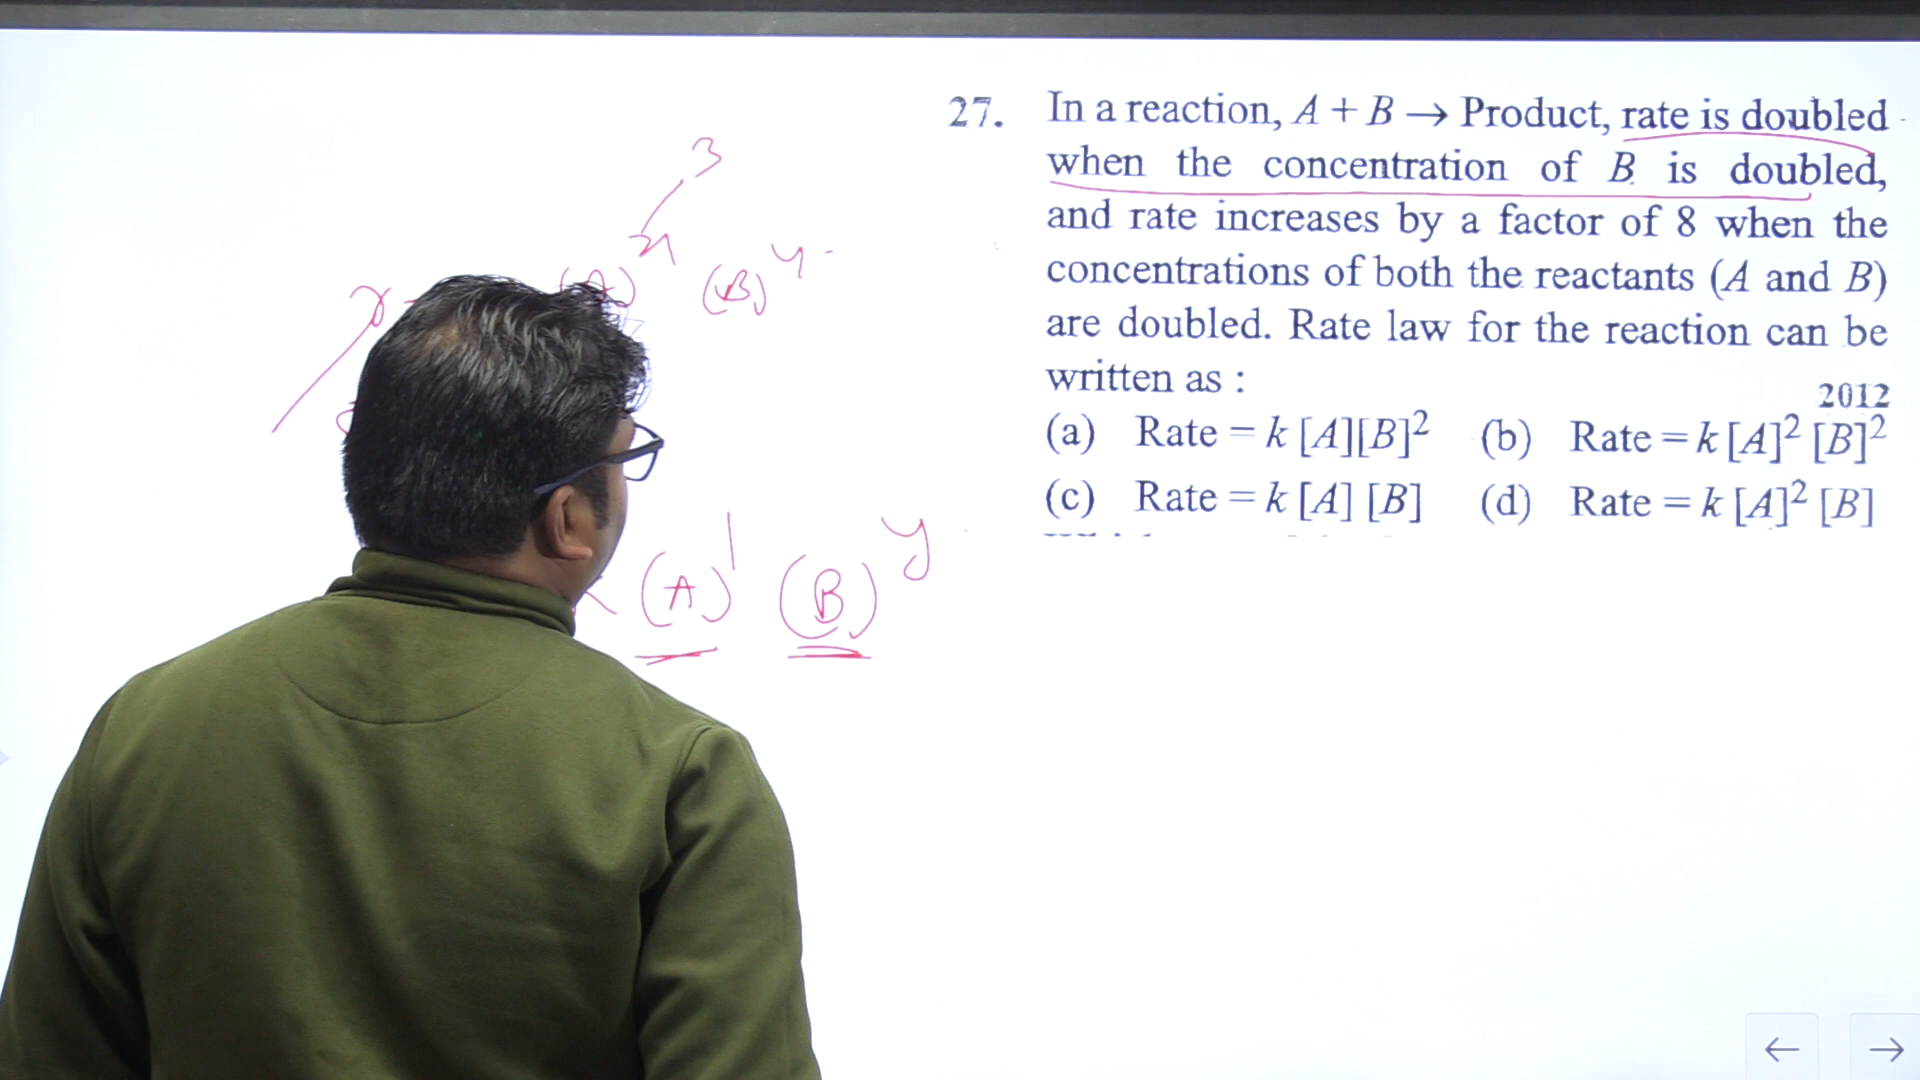 27. In a reaction, A + B → Product, rate is doubled
when the concentration of B is doubled,
and rate increases by a factor of 8 when the
concentrations of both the reactants (A and B)
are doubled. Rate law for the reaction can be
written as :
2012
(a) Rate = k [A][B]² (b) Rate = k [A]² [B]²
(c) Rate = k [A] [B] (d) Rate = k [A]² [B]
3
(A) (B)^y
(A)^1 (B)^y